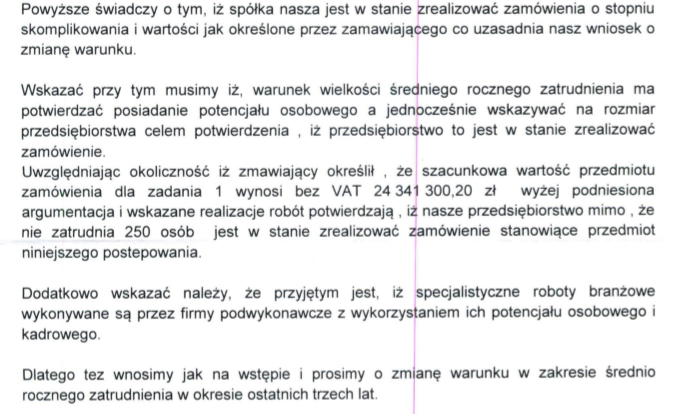 Powyższe świadczy o tym, iż spółka nasza jest w stanie zrealizować zamówienia o stopniu
skomplikowania i wartości jak określone przez zamawiającego co uzasadnia nasz wniosek o
zmianę warunku.
Wskazać przy tym musimy iż, warunek wielkości średniego rocznego zatrudnienia ma
potwierdzać posiadanie potencjału osobowego a jednocześnie wskazywać na rozmiar
przedsiębiorstwa celem potwierdzenia , iż przedsiębiorstwo to jest w stanie zrealizować
zamówienie.
Uwzględniając okoliczność iż zmawiający określił , że szacunkowa wartość przedmiotu
zamówienia dla zadania 1 wynosi bez VAT 24 341 300,20 zł wyżej podniesiona
argumentacja i wskazane realizacje robót potwierdzają , iż nasze przedsiębiorstwo mimo , że
nie zatrudnia 250 osób jest w stanie zrealizować zamówienie stanowiące przedmiot
niniejszego postepowania.
Dodatkowo wskazać należy, że przyjętym jest, iż specjalistyczne roboty branżowe
wykonywane są przez firmy podwykonawcze z wykorzystaniem ich potencjału osobowego i
kadrowego.
Dlatego tez wnosimy jak na wstępie i prosimy o zmianę warunku w zakresie średnio
rocznego zatrudnienia w okresie ostatnich trzech lat.